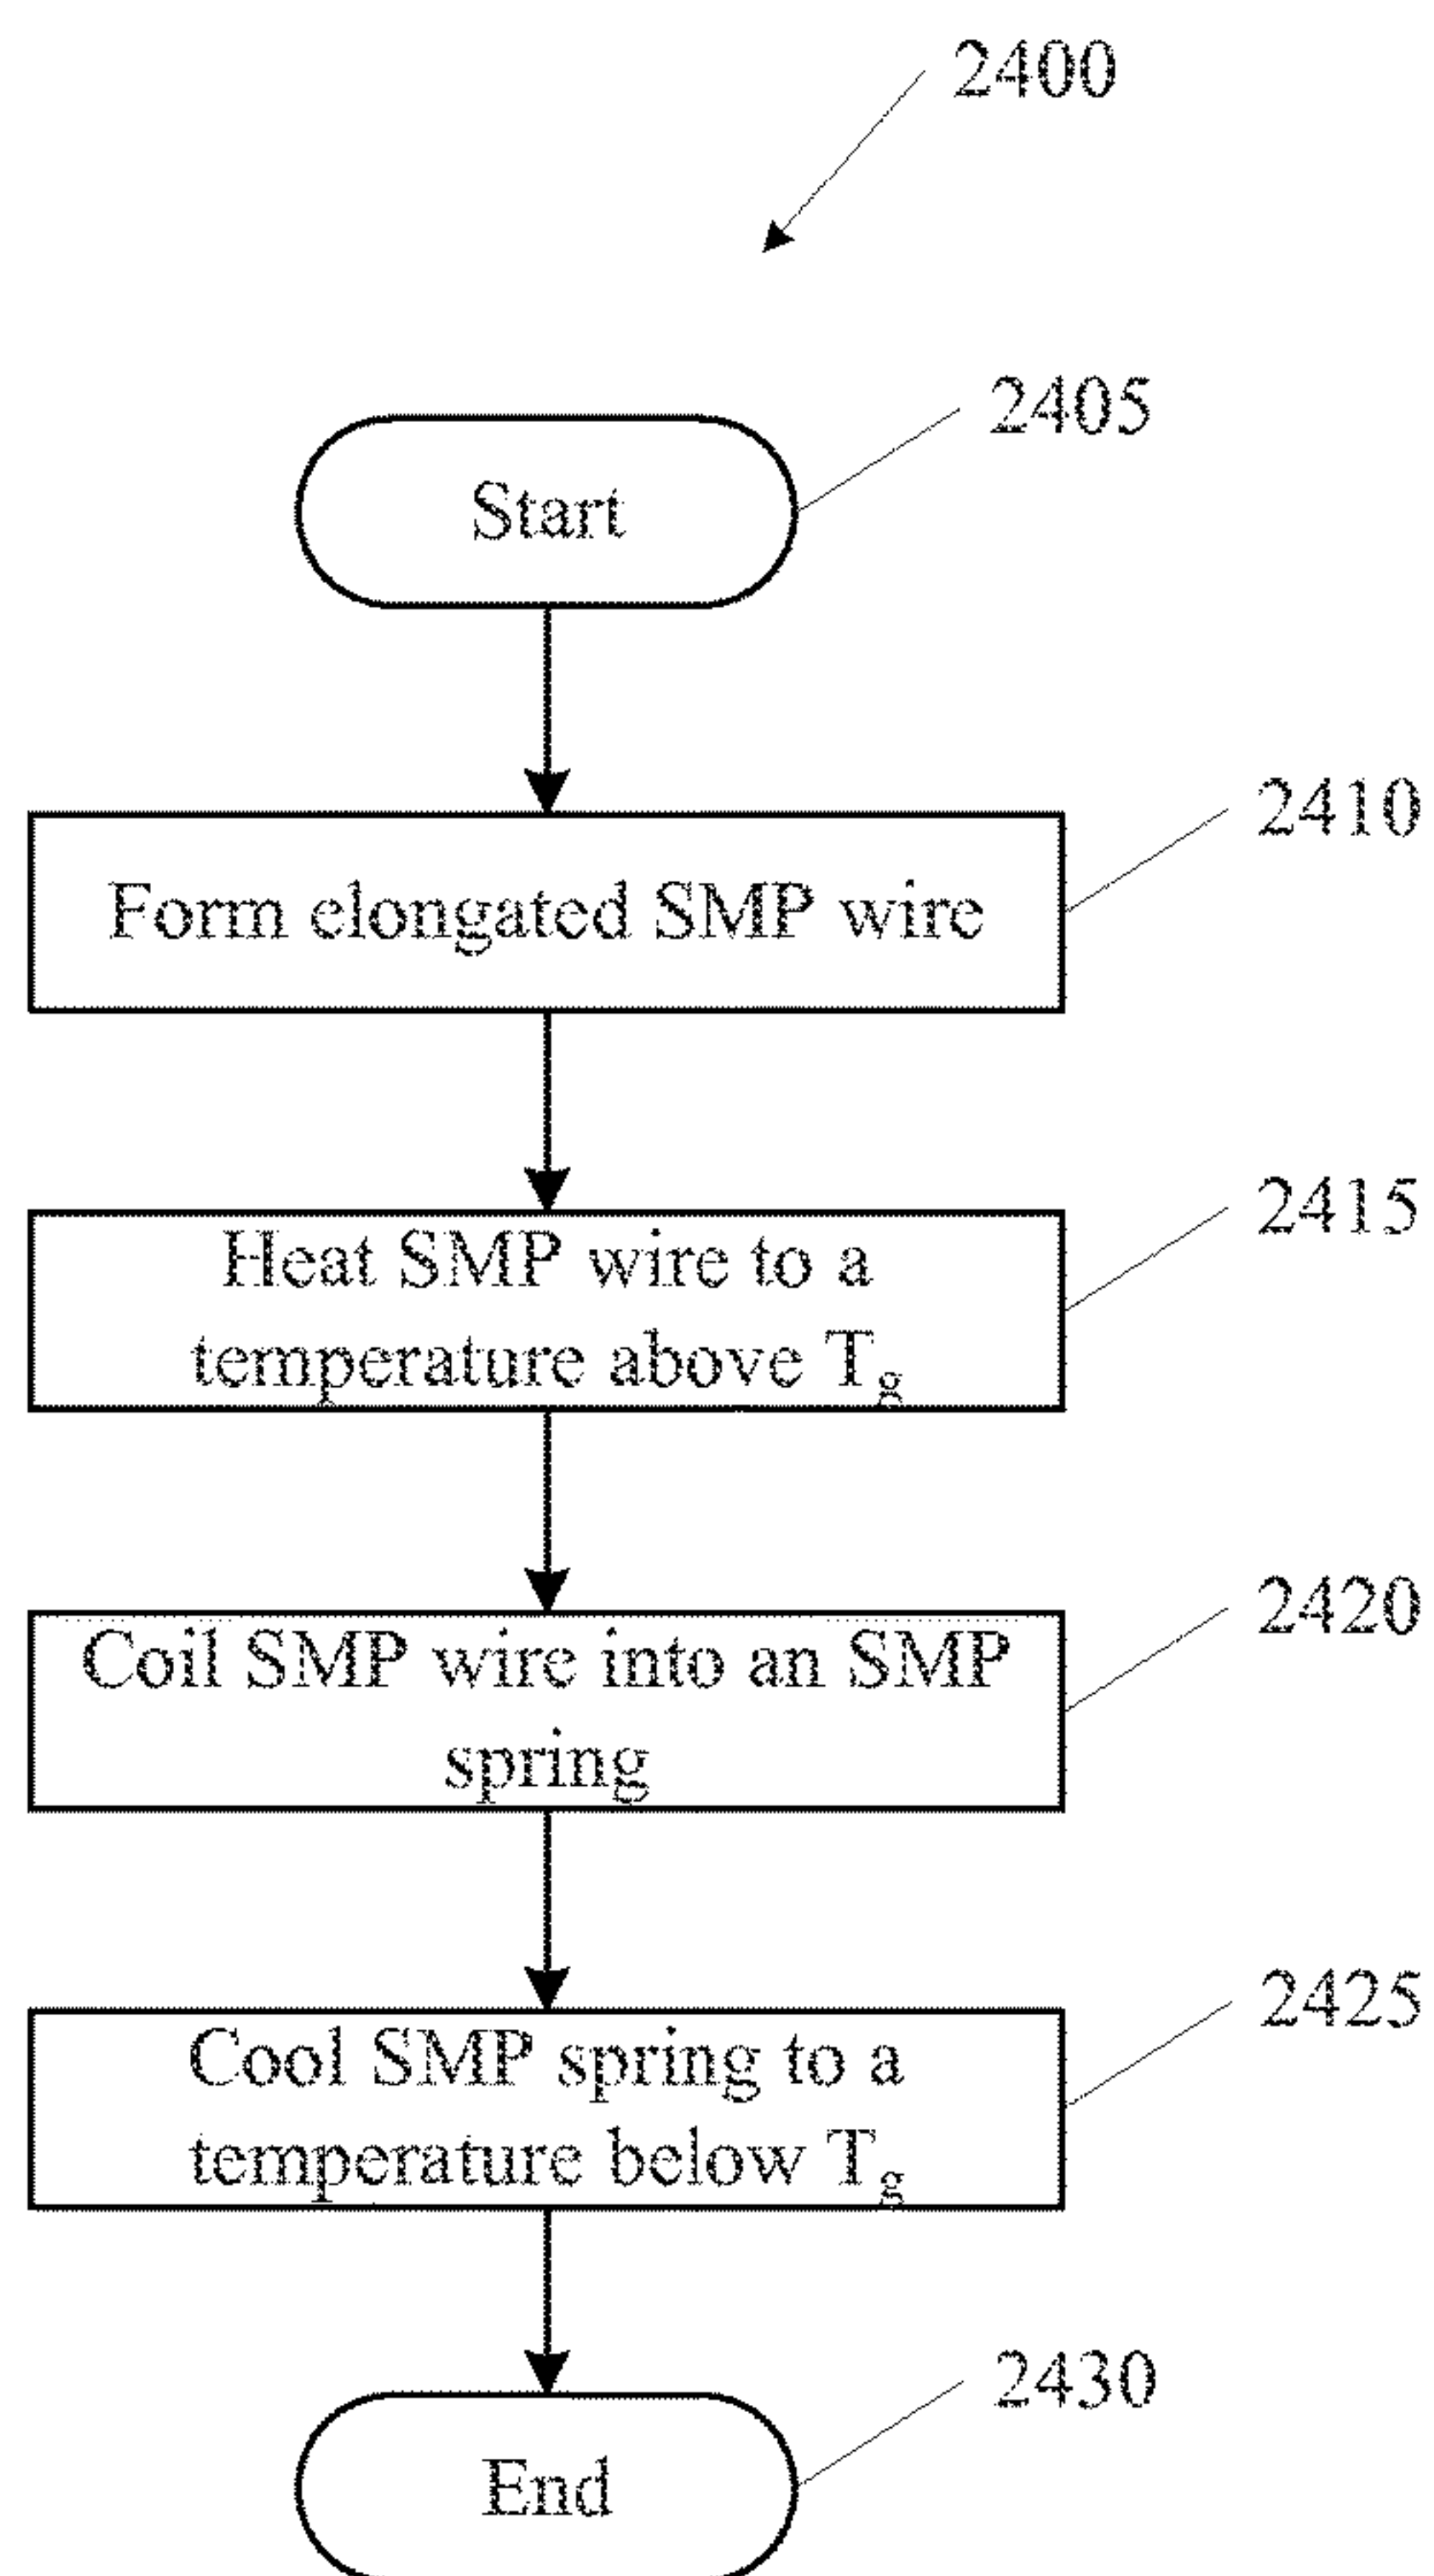 2400
2405
Start
2410
Form elongated SMP wire
2415
Heat SMP wire to a
temperature above Tg
2420
Coil SMP wire into an SMP
spring
2425
Cool SMP spring to a
temperature below Tg
2430
End